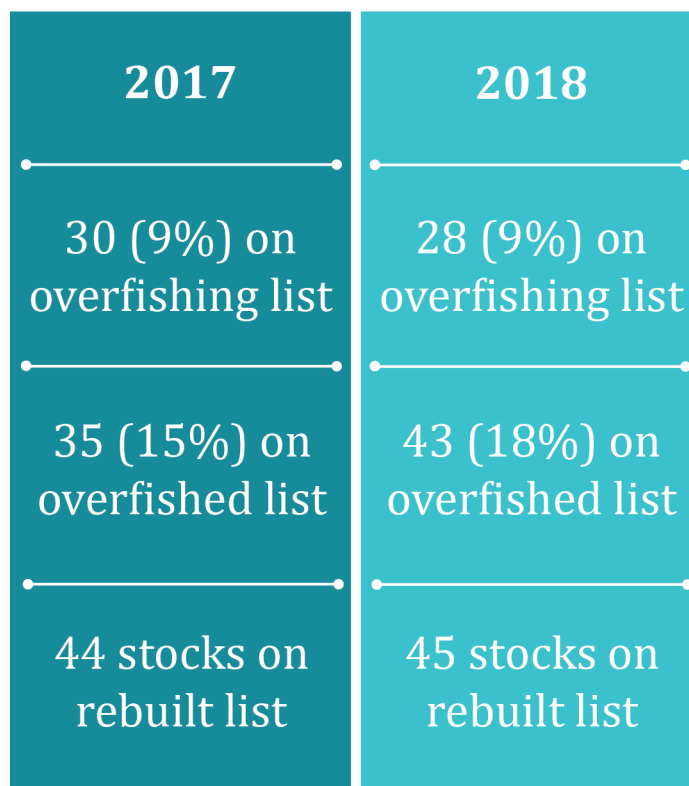 2017
30 (9%) on
overfishing list
35 (15%) on
overfished list
44 stocks on
rebuilt list
2018
28 (9%) on
overfishing list
43 (18%) on
overfished list
45 stocks on
rebuilt list